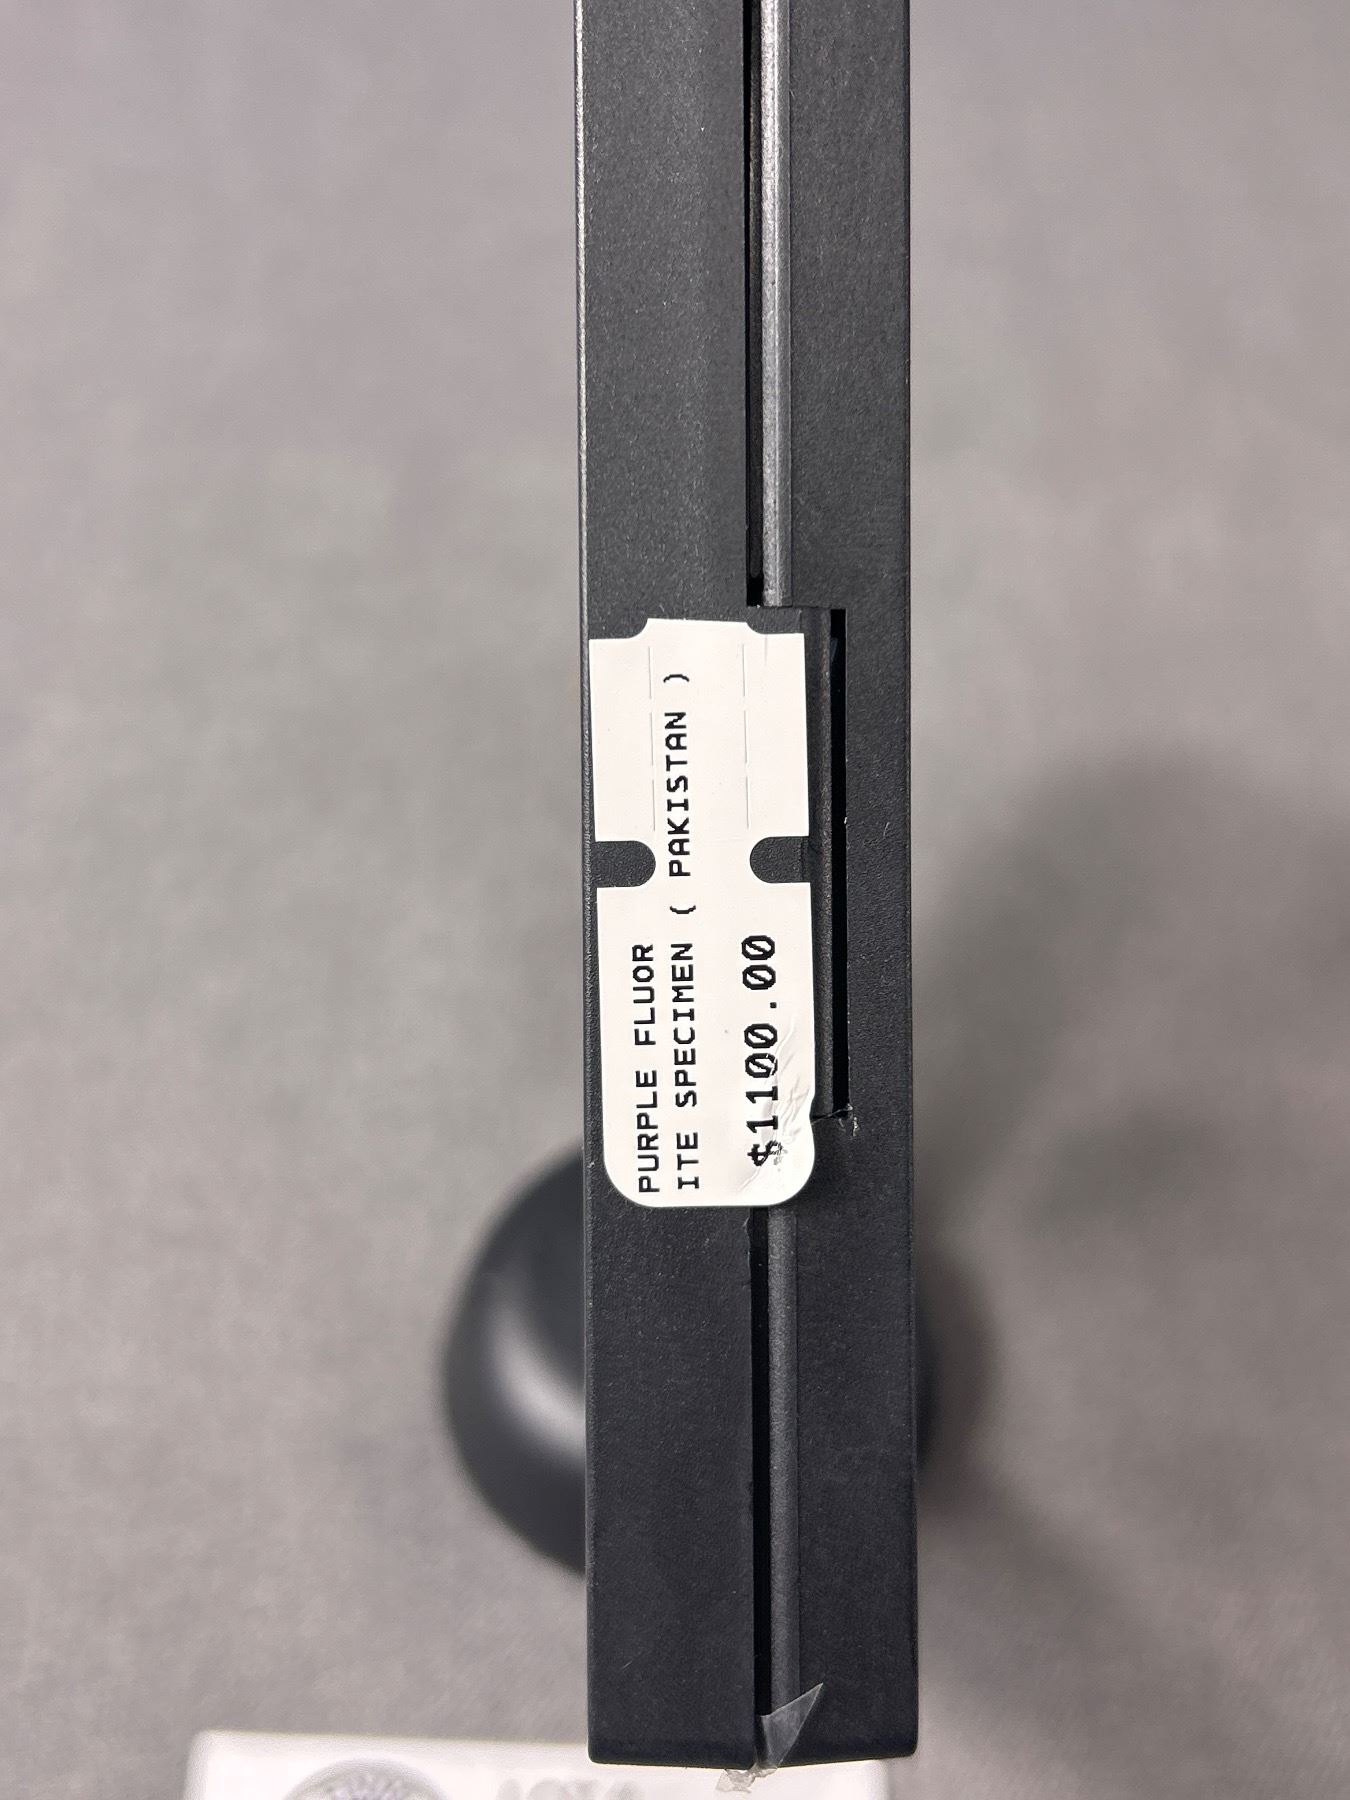 PURPLE FLUOR
ITE SPECIMEN ( PAKISTAN )
$1100.00